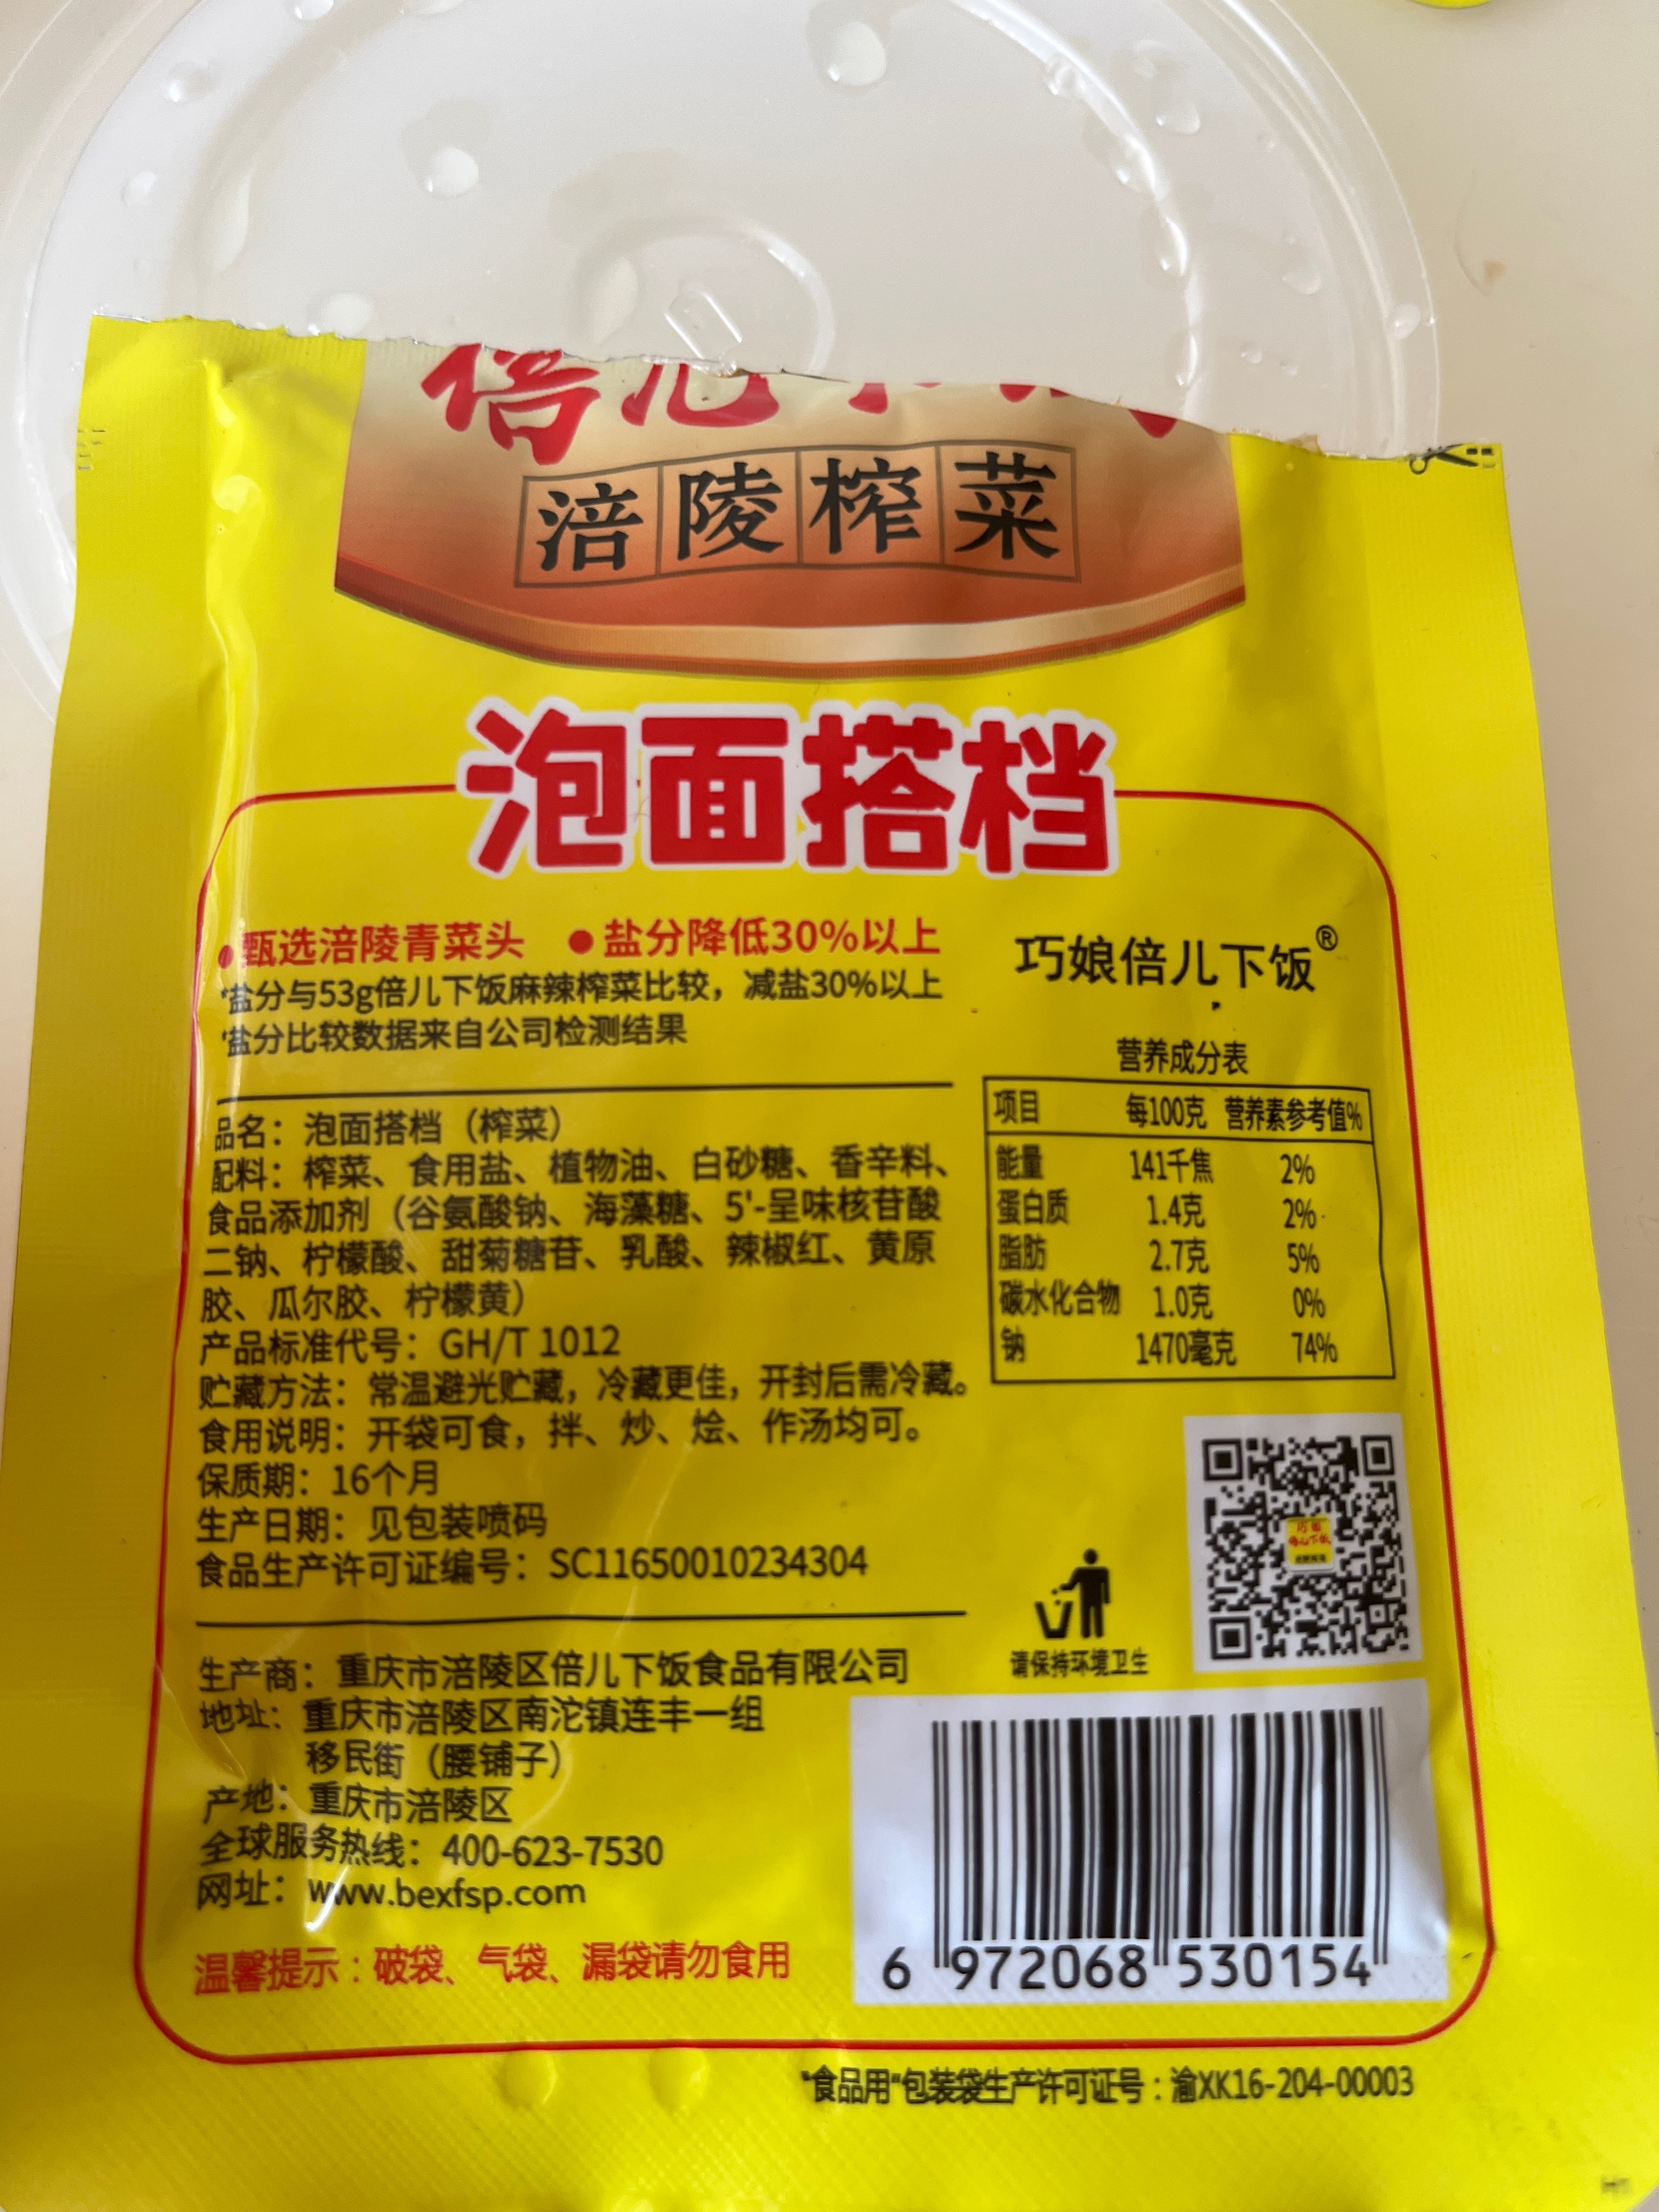 涪陵榨菜
泡面搭档
●甄选涪陵青菜头 ●盐分降低30%以上
*盐分与53g倍儿下饭麻辣榨菜比较，减盐30%以上
*盐分比较数据来自公司检测结果
巧娘倍儿下饭®
营养成分表
项目 每100克 营养素参考值%
能量 141千焦 2%
蛋白质 1.4克 2%
脂肪 2.7克 5%
碳水化合物 1.0克 0%
钠 1470毫克 74%
品名：泡面搭档（榨菜）
配料：榨菜、食用盐、植物油、白砂糖、香辛料、
食品添加剂（谷氨酸钠、海藻糖、5'-呈味核苷酸
二钠、柠檬酸、甜菊糖苷、乳酸、辣椒红、黄原
胶、瓜尔胶、柠檬黄）
产品标准代号：GH/T 1012
贮藏方法：常温避光贮藏，冷藏更佳，开封后需冷藏。
食用说明：开袋可食，拌、炒、烩、作汤均可。
保质期：16个月
生产日期：见包装喷码
食品生产许可证编号：SC11650010234304
请保持环境卫生
生产商：重庆市涪陵区倍儿下饭食品有限公司
地址：重庆市涪陵区南沱镇连丰一组
移民街（腰铺子）
产地：重庆市涪陵区
全球服务热线：400-623-7530
网址：www.bexfsp.com
温馨提示：破袋、气袋、漏袋请勿食用
6 972068 530154
"食品用"包装袋生产许可证号：渝XK16-204-00003